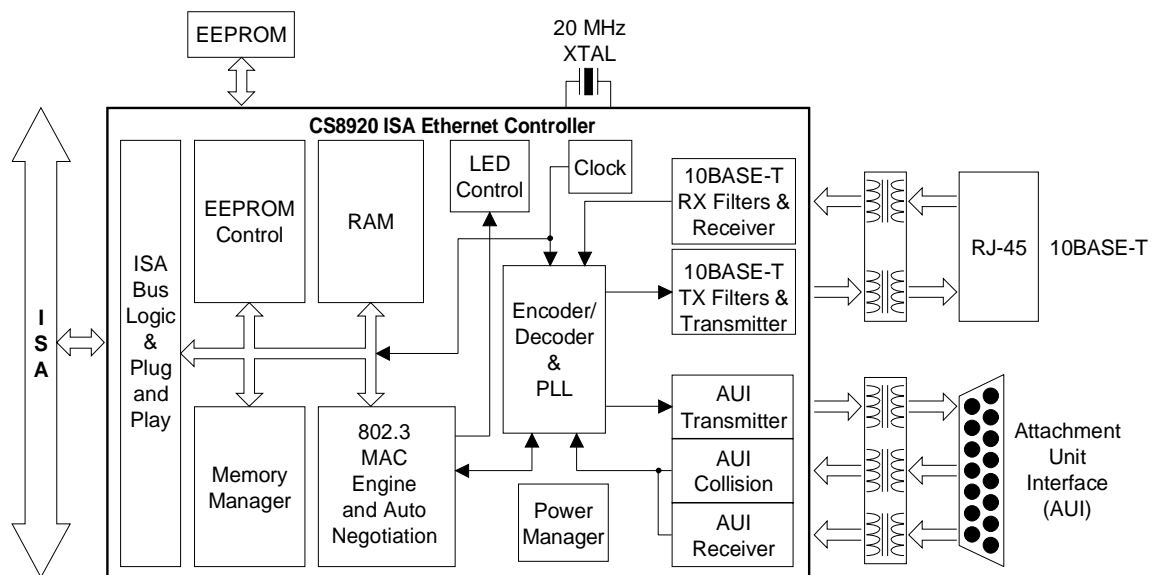 EEPROM
20 MHz
XTAL
CS8920 ISA Ethernet Controller
I
S
A
ISA
Bus
Logic
&
Plug
and
Play
EEPROM
Control
RAM
LED
Control
Clock
10BASE-T
RX Filters &
Receiver
10BASE-T
TX Filters &
Transmitter
RJ-45
10BASE-T
Encoder/
Decoder
&
PLL
Memory
Manager
802.3
MAC
Engine
and Auto
Negotiation
Power
Manager
AUI
Transmitter
AUI
Collision
AUI
Receiver
Attachment
Unit
Interface
(AUI)